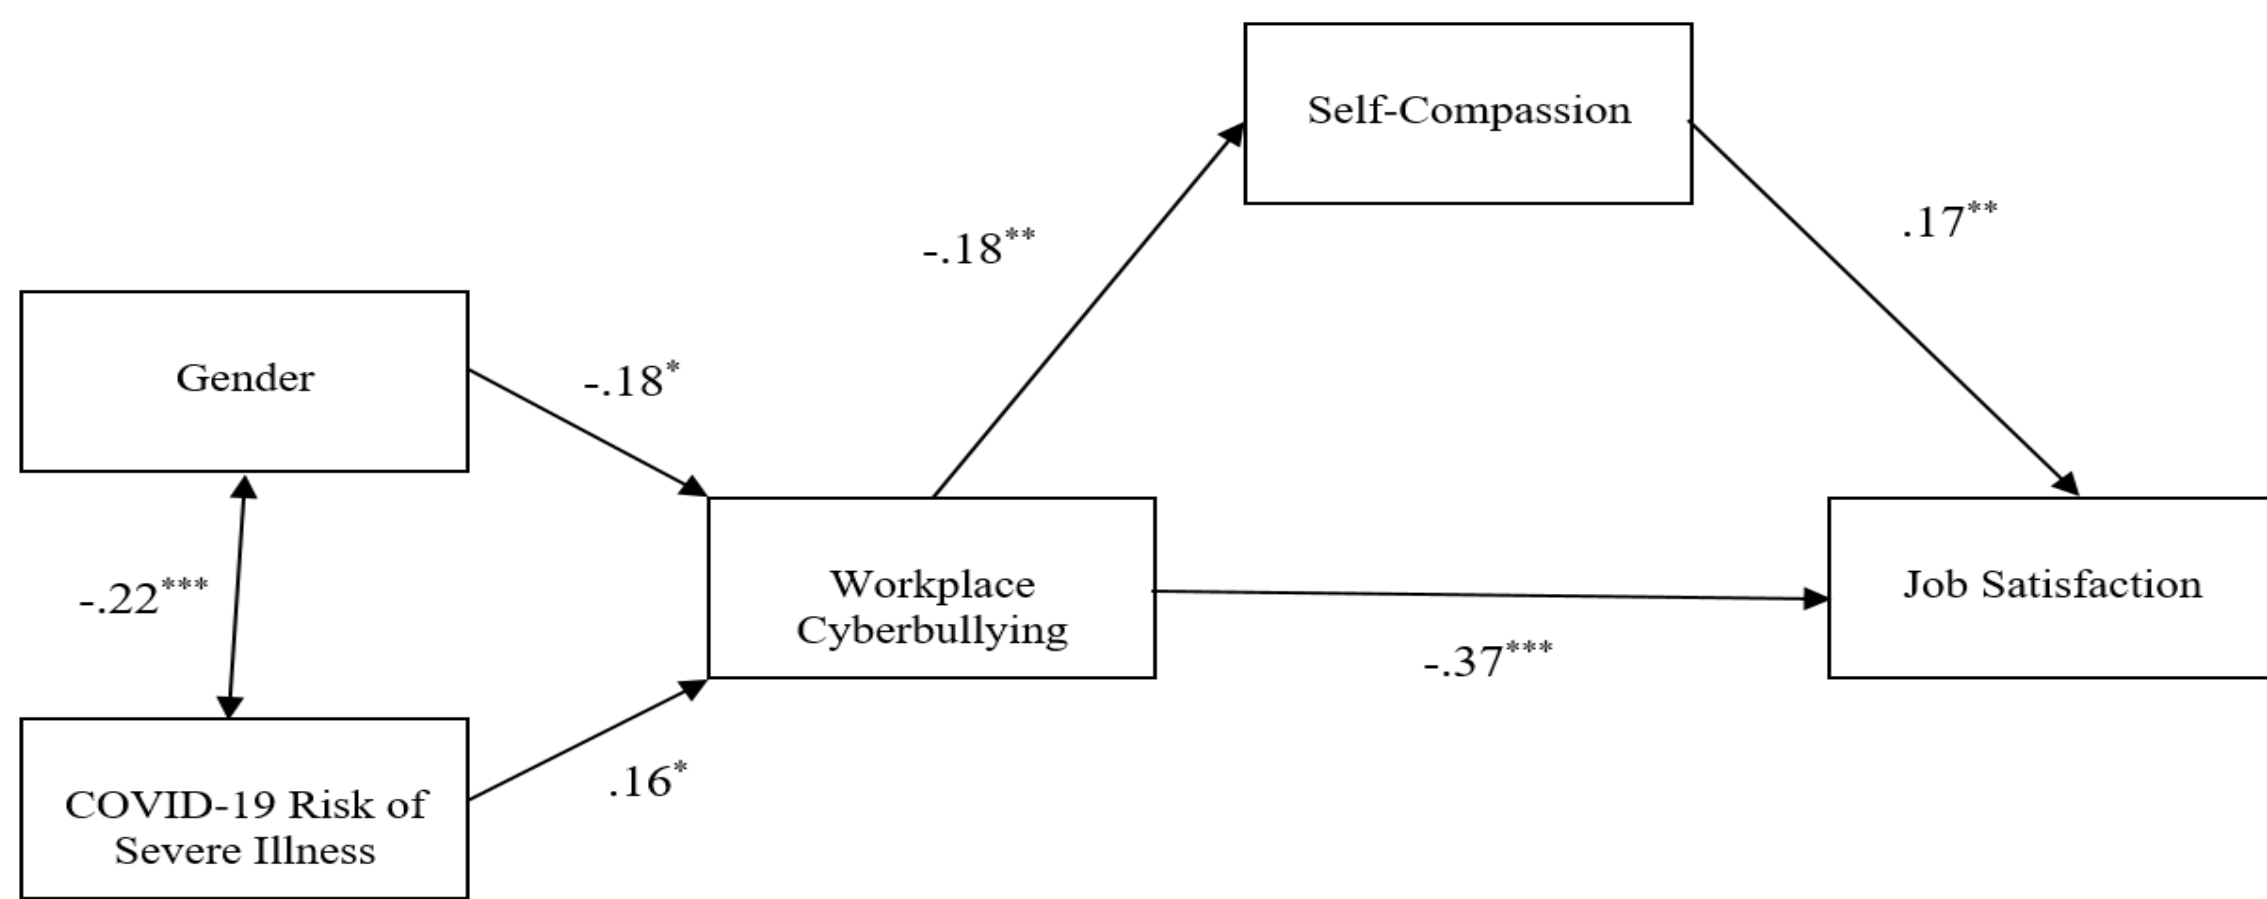 Self-Compassion
.17**
-.18**
Gender
-.18*
-.22***
Workplace
Cyberbullying
Job Satisfaction
-.37***
.16*
COVID-19 Risk of
Severe Illness